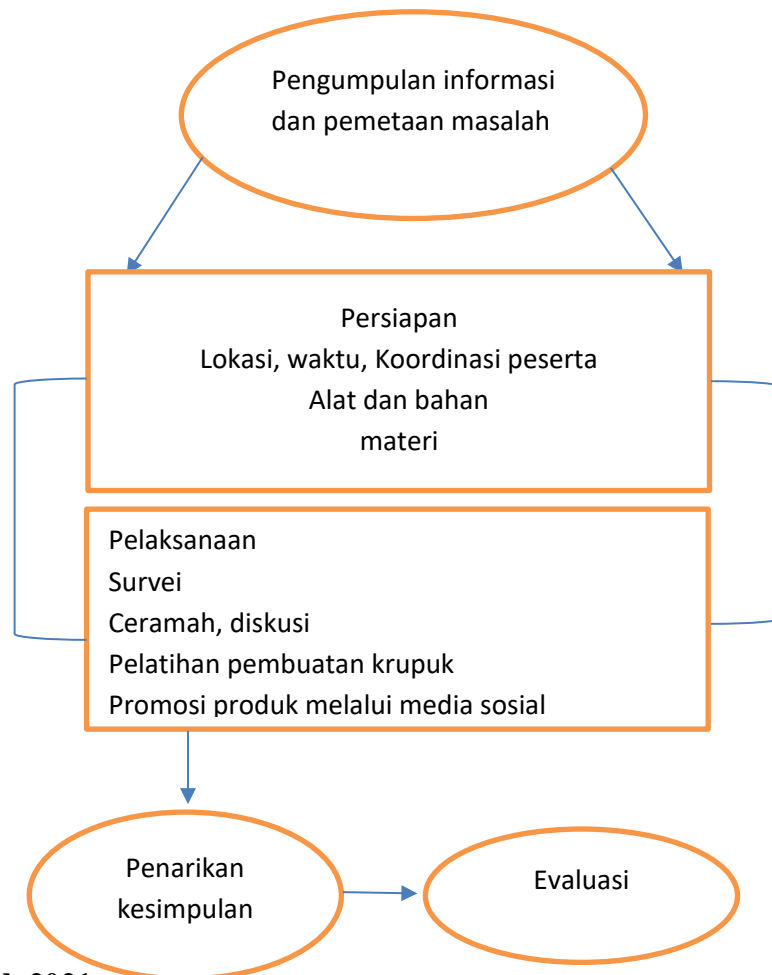 Pengumpulan informasi
dan pemetaan masalah
Persiapan
Lokasi, waktu, Koordinasi peserta
Alat dan bahan
materi
Pelaksanaan
Survei
Ceramah, diskusi
Pelatihan pembuatan krupuk
Promosi produk melalui media sosial
Penarikan
kesimpulan
Evaluasi